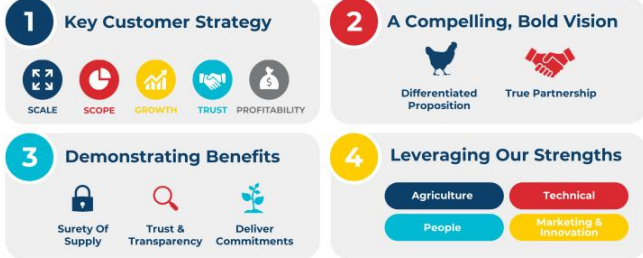 1 Key Customer Strategy
SCALE SCOPE GROWTH TRUST PROFITABILITY
2 A Compelling, Bold Vision
Differentiated
Proposition
True Partnership
3 Demonstrating Benefits
Surety Of
Supply
Trust &
Transparency
Deliver
Commitments
4 Leveraging Our Strengths
Agriculture
Technical
People
Marketing &
Innovation